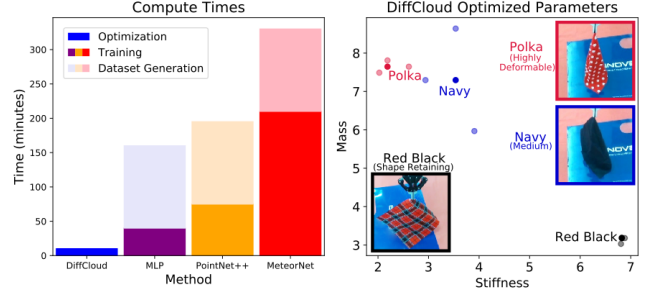 Compute Times
Optimization
Training
Dataset Generation
300
250
200
150
100
50
0
Time (minutes)
DiffCloud
MLP
PointNet++
MeteorNet
Method
DiffCloud Optimized Parameters
8
7
6
5
4
3
Mass
Polka
Navy
Polka
(Highly
Deformable)
NOVE
Navy
(Medium)
Red Black
(Shape Retaining)
Red Black
2
3
4
5
6
7
Stiffness